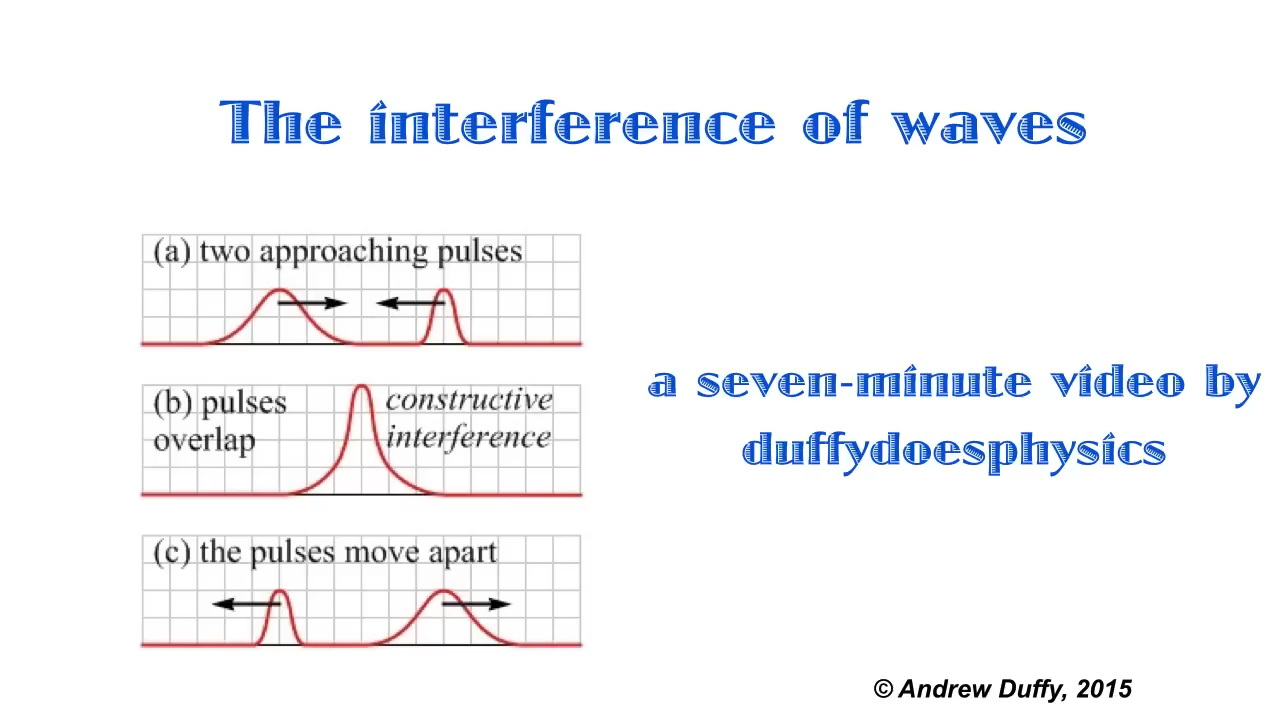 The interference of waves
(a) two approaching pulses
(b) pulses
overlap
constructive
interference
(c) the pulses move apart
a seven-minute video by
duffydoesphysics
© Andrew Duffy, 2015